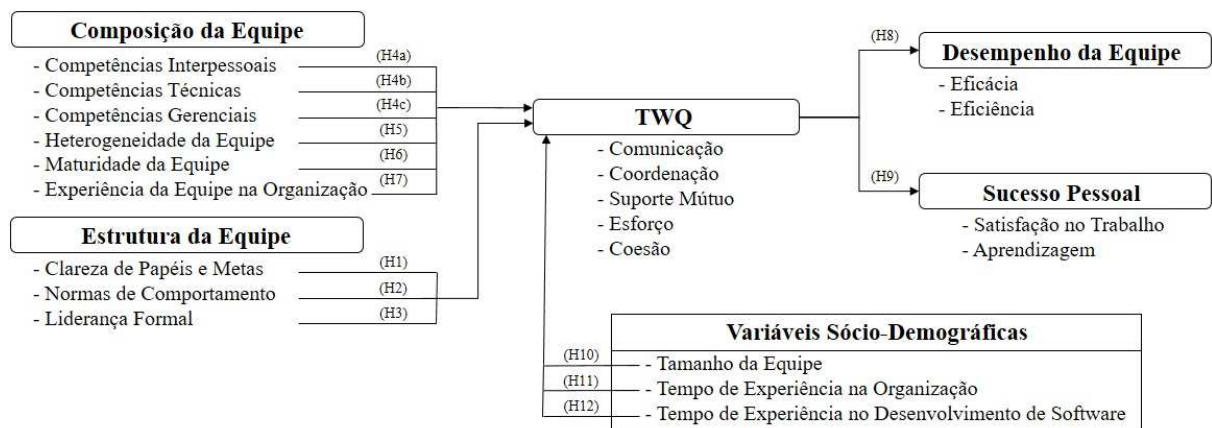 Composição da Equipe
- Competências Interpessoais (H4a)
- Competências Técnicas (H4b)
- Competências Gerenciais (H4c)
- Heterogeneidade da Equipe (H5)
- Maturidade da Equipe (H6)
- Experiência da Equipe na Organização (H7)
Estrutura da Equipe
- Clareza de Papéis e Metas (H1)
- Normas de Comportamento (H2)
- Liderança Formal (H3)
TWQ
- Comunicação
- Coordenação
- Suporte Mútuo
- Esforço
- Coesão
(H8)
Desempenho da Equipe
- Eficácia
- Eficiência
(H9)
Sucesso Pessoal
- Satisfação no Trabalho
- Aprendizagem
Variáveis Sócio-Demográficas
(H10) - Tamanho da Equipe
(H11) - Tempo de Experiência na Organização
(H12) - Tempo de Experiência no Desenvolvimento de Software